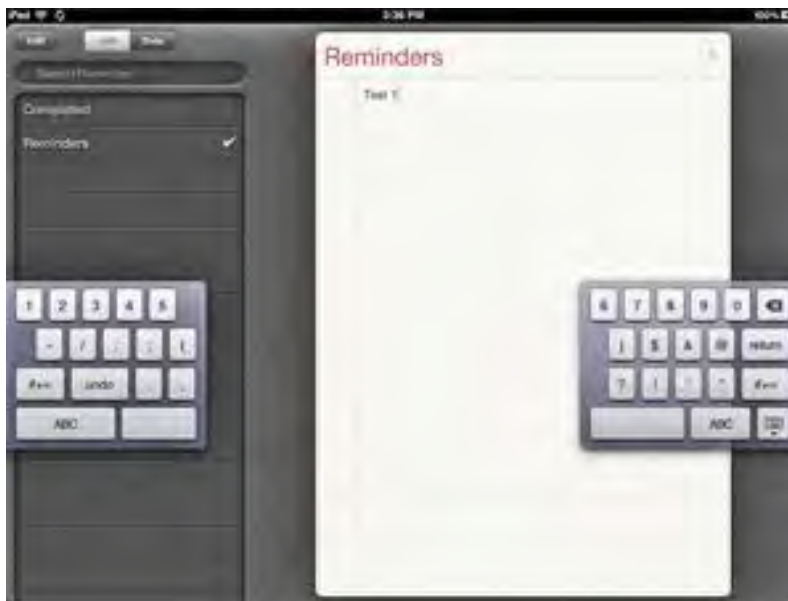 iPad 3:36 PM 100%
Edit List Date
Search Reminders
Completed
Reminders
Reminders
Test 1
1 2 3 4 5
- / : ; (
#+= undo . ,
ABC
6 7 8 9 0
) $ & @ return
? ! ' " #+=
ABC